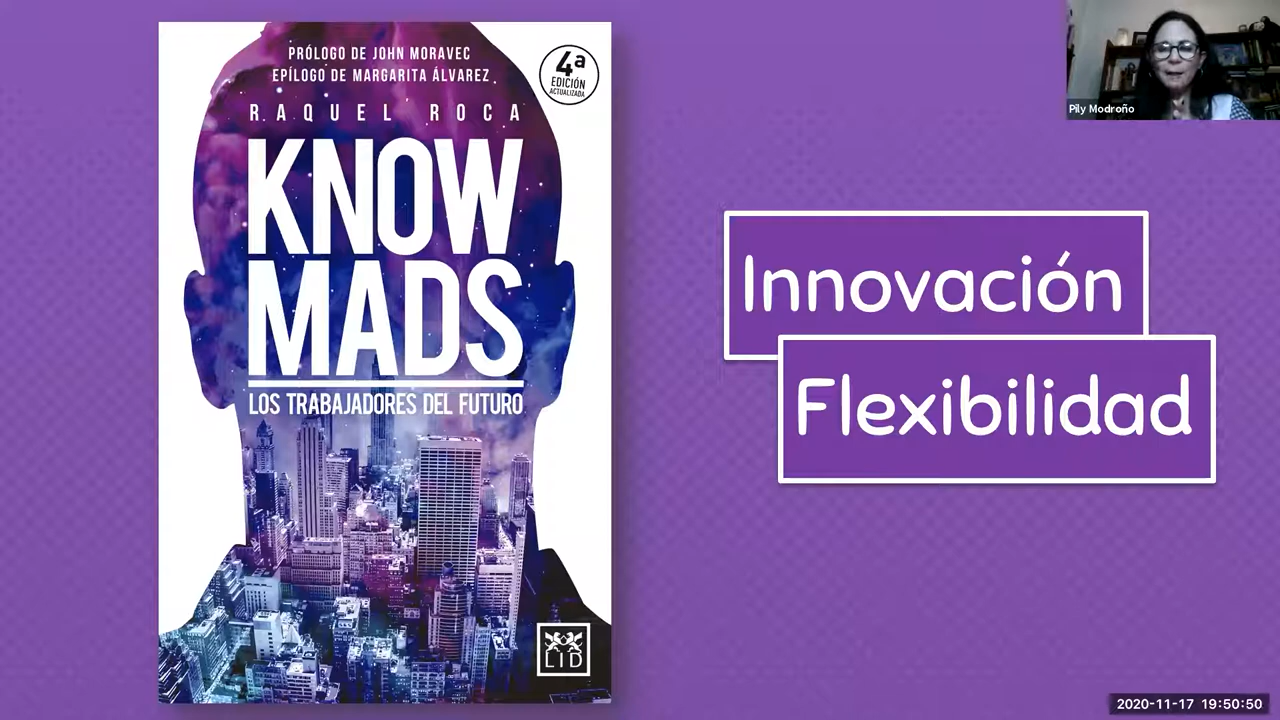 PRÓLOGO DE JOHN MORAVEC
EPÍLOGO DE MARGARITA ÁLVAREZ
4ª
EDICIÓN
ACTUALIZADA
RAQUEL ROCA
KNOW
MADS
LOS TRABAJADORES DEL FUTURO
LID
Innovación
Flexibilidad
Pily Modroño
2020-11-17 19:50:50